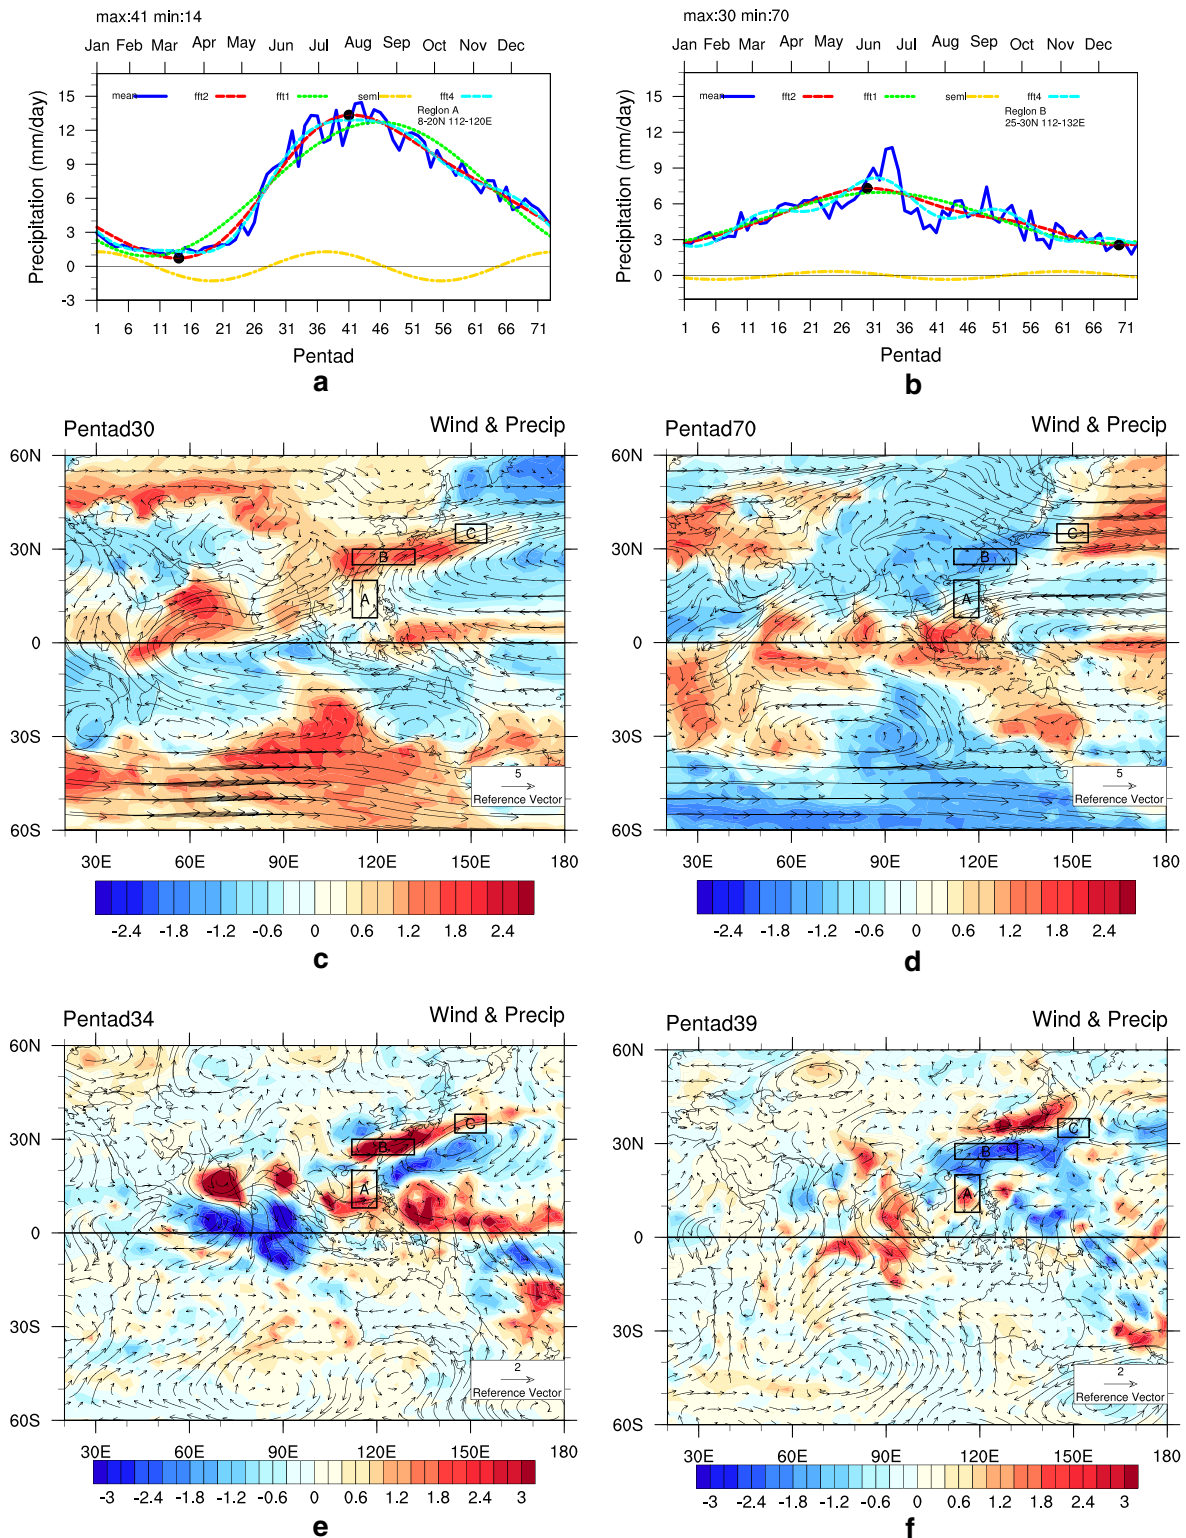 max:41 min:14
Jan Feb Mar Apr May Jun Jul Aug Sep Oct Nov Dec
mean fft2 fft1 semi fft4
Region A
8-20N 112-120E
15
12
9
6
3
0
-3
Precipitation (mm/day)
1 6 11 16 21 26 31 36 41 46 51 56 61 66 71
Pentad
a
max:30 min:70
Jan Feb Mar Apr May Jun Jul Aug Sep Oct Nov Dec
mean fft2 fft1 semi fft4
Region B
25-30N 112-132E
15
12
9
6
3
0
Precipitation (mm/day)
1 6 11 16 21 26 31 36 41 46 51 56 61 66 71
Pentad
b
Pentad30 Wind & Precip
60N
30N
0
30S
60S
C
B
A
5
Reference Vector
30E 60E 90E 120E 150E 180
-2.4 -1.8 -1.2 -0.6 0 0.6 1.2 1.8 2.4
c
Pentad70 Wind & Precip
60N
30N
0
30S
60S
C
B
A
5
Reference Vector
30E 60E 90E 120E 150E 180
-2.4 -1.8 -1.2 -0.6 0 0.6 1.2 1.8 2.4
d
Pentad34 Wind & Precip
60N
30N
0
30S
60S
C
B
A
2
Reference Vector
30E 60E 90E 120E 150E 180
-3 -2.4 -1.8 -1.2 -0.6 0 0.6 1.2 1.8 2.4 3
e
Pentad39 Wind & Precip
60N
30N
0
30S
60S
C
B
A
2
Reference Vector
30E 60E 90E 120E 150E 180
-3 -2.4 -1.8 -1.2 -0.6 0 0.6 1.2 1.8 2.4 3
f